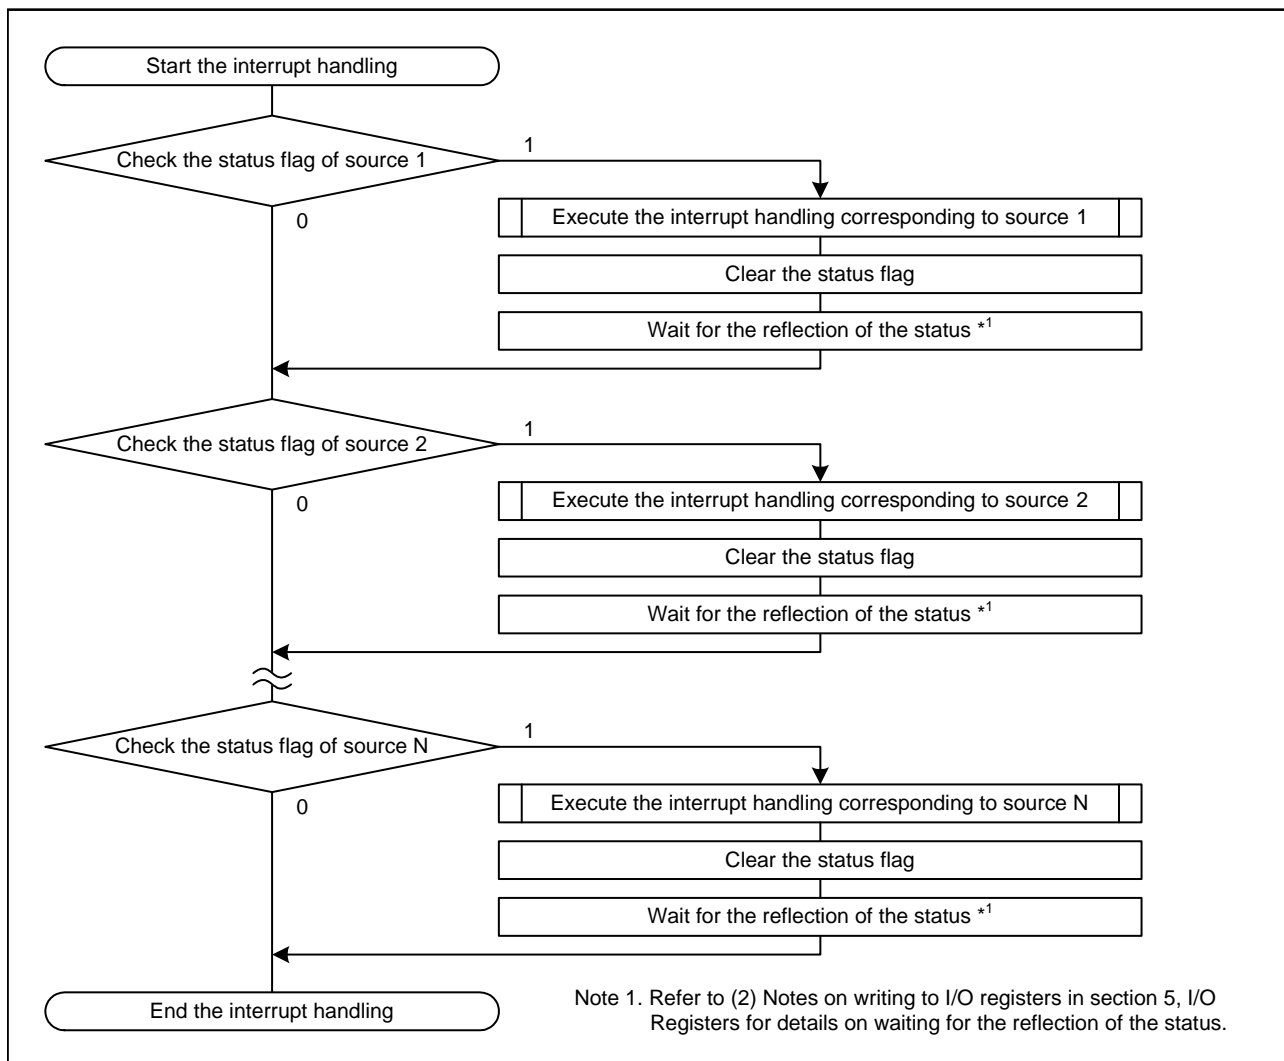 Start the interrupt handling
Check the status flag of source 1
1
0
Execute the interrupt handling corresponding to source 1
Clear the status flag
Wait for the reflection of the status *1
Check the status flag of source 2
1
0
Execute the interrupt handling corresponding to source 2
Clear the status flag
Wait for the reflection of the status *1
Check the status flag of source N
1
0
Execute the interrupt handling corresponding to source N
Clear the status flag
Wait for the reflection of the status *1
End the interrupt handling
Note 1. Refer to (2) Notes on writing to I/O registers in section 5, I/O
Registers for details on waiting for the reflection of the status.